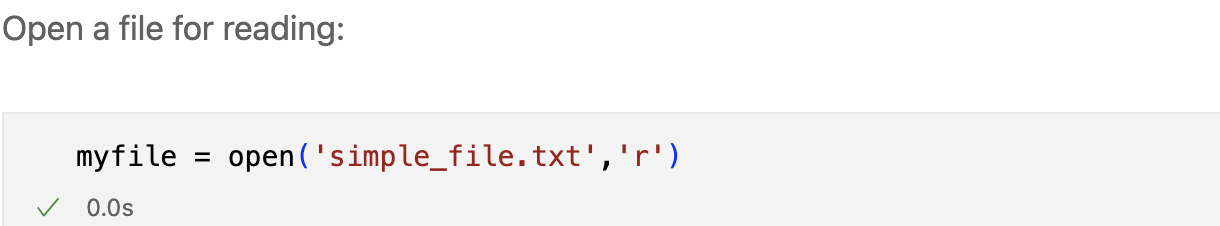 Open a file for reading:
myfile = open('simple_file.txt','r')
✓ 0.0s